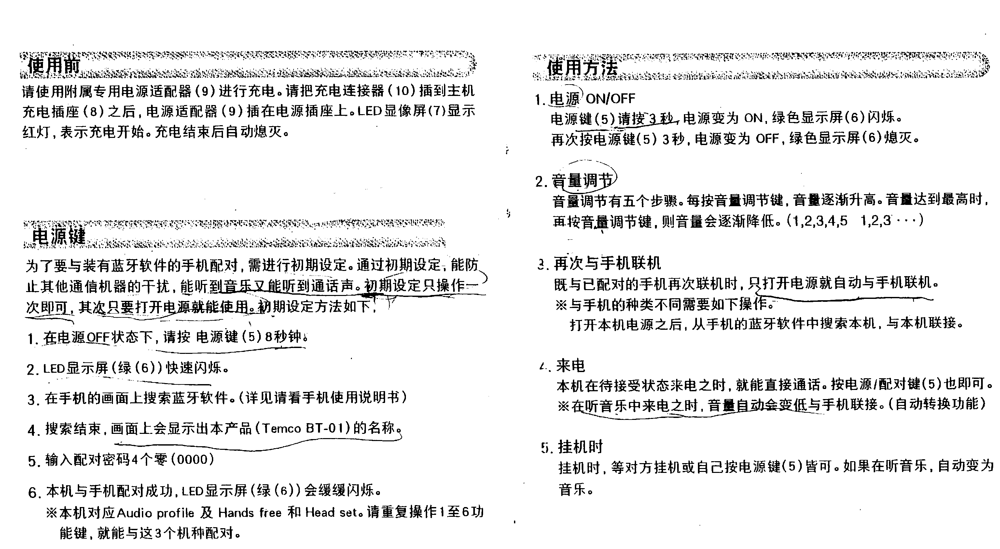 使用前
请使用附属专用电源适配器(9)进行充电。请把充电连接器(10)插到主机
充电插座(8)之后,电源适配器(9)插在电源插座上。LED显像屏(7)显示
红灯,表示充电开始。充电结束后自动熄灭。
电源键
为了要与装有蓝牙软件的手机配对,需进行初期设定。通过初期设定,能防
止其他通信机器的干扰,能听到音乐又能听到通话声。初期设定只操作一
次即可,其次只要打开电源就能使用。初期设定方法如下,
1. 在电源OFF状态下,请按 电源键(5)8秒钟。
2. LED显示屏(绿(6))快速闪烁。
3. 在手机的画面上搜索蓝牙软件。(详见请看手机使用说明书)
4. 搜索结束,画面上会显示出本产品(Temco BT-01)的名称。
5. 输入配对密码4个零(0000)
6. 本机与手机配对成功,LED显示屏(绿(6))会缓缓闪烁。
※本机对应Audio profile 及 Hands free 和 Head set。请重复操作1至6功
能键,就能与这3个机种配对。
使用方法
1. 电源 ON/OFF
电源键(5)请按3秒,电源变为 ON,绿色显示屏(6)闪烁。
再次按电源键(5) 3秒,电源变为 OFF,绿色显示屏(6)熄灭。
2. 音量调节
音量调节有五个步骤。每按音量调节键,音量逐渐升高。音量达到最高时,
再按音量调节键,则音量会逐渐降低。(1,2,3,4,5 1,2,3 ···)
3. 再次与手机联机
既与已配对的手机再次联机时,只打开电源就自动与手机联机。
※与手机的种类不同需要如下操作。
打开本机电源之后,从手机的蓝牙软件中搜索本机,与本机联接。
4. 来电
本机在待接受状态来电之时,就能直接通话。按电源/配对键(5)也即可。
※在听音乐中来电之时,音量自动会变低与手机联接。(自动转换功能)
5. 挂机时
挂机时,等对方挂机或自己按电源键(5)皆可。如果在听音乐,自动变为
音乐。